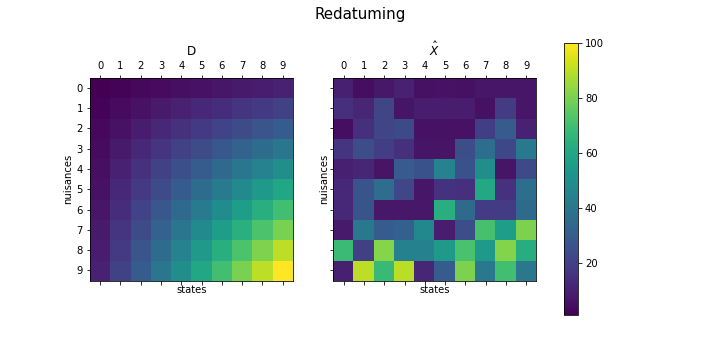 Redatuming
D
0 1 2 3 4 5 6 7 8 9
0
1
2
3
4
5
6
7
8
9
nuisances
states
X̂
0 1 2 3 4 5 6 7 8 9
nuisances
states
100
80
60
40
20